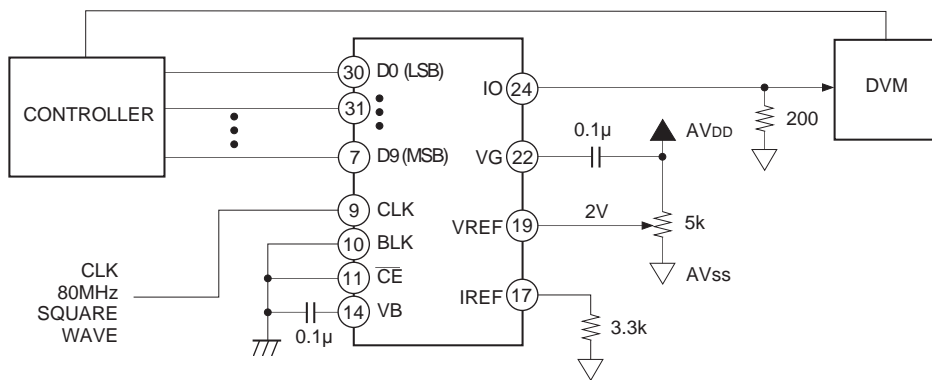 CONTROLLER
30
D0 (LSB)
31
7
D9 (MSB)
9
CLK
10
BLK
11
CE
14
VB
0.1μ
CLK
80MHz
SQUARE
WAVE
IO
24
VG
22
0.1μ
AVDD
VREF
19
2V
5k
AVSS
IREF
17
3.3k
200
DVM